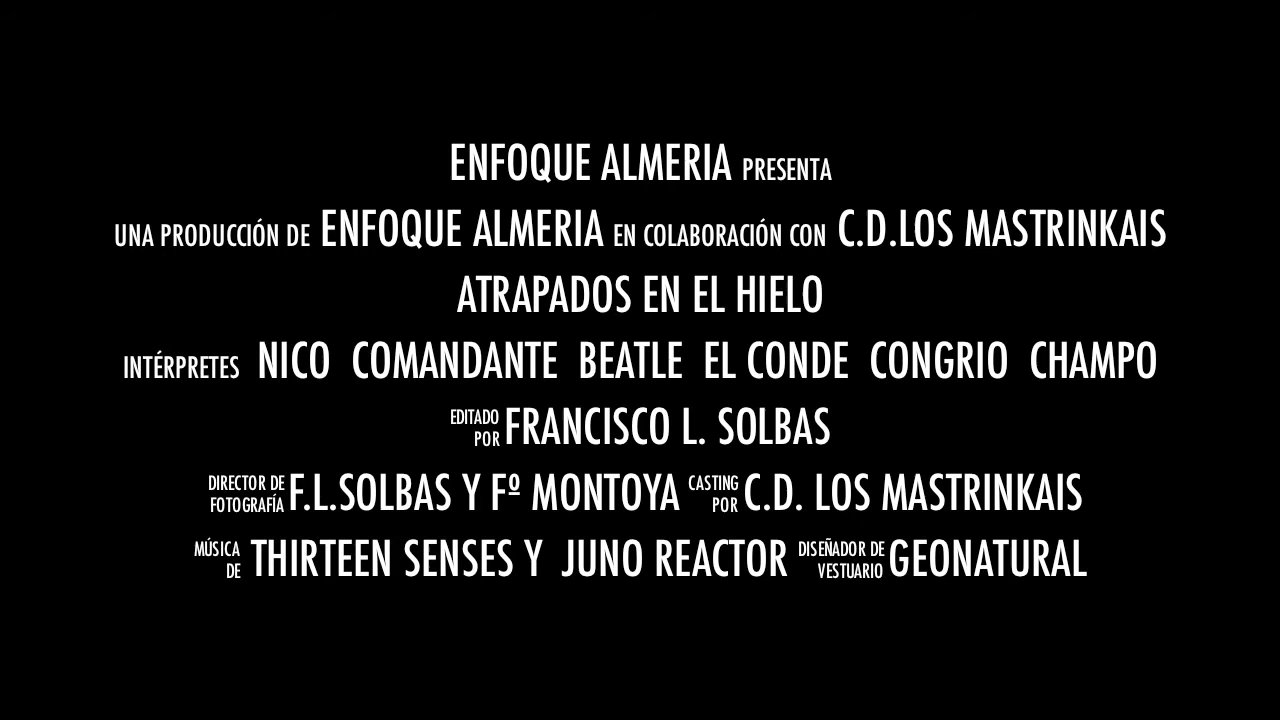 ENFOQUE ALMERIA PRESENTA
UNA PRODUCCIÓN DE ENFOQUE ALMERIA EN COLABORACIÓN CON C.D.LOS MASTRINKAIS
ATRAPADOS EN EL HIELO
INTÉRPRETES NICO COMANDANTE BEATLE EL CONDE CONGRIO CHAMPO
EDITADO POR FRANCISCO L. SOLBAS
DIRECTOR DE FOTOGRAFÍA F.L.SOLBAS Y Fº MONTOYA CASTING POR C.D. LOS MASTRINKAIS
MÚSICA DE THIRTEEN SENSES Y JUNO REACTOR DISEÑADOR DE VESTUARIO GEONATURAL